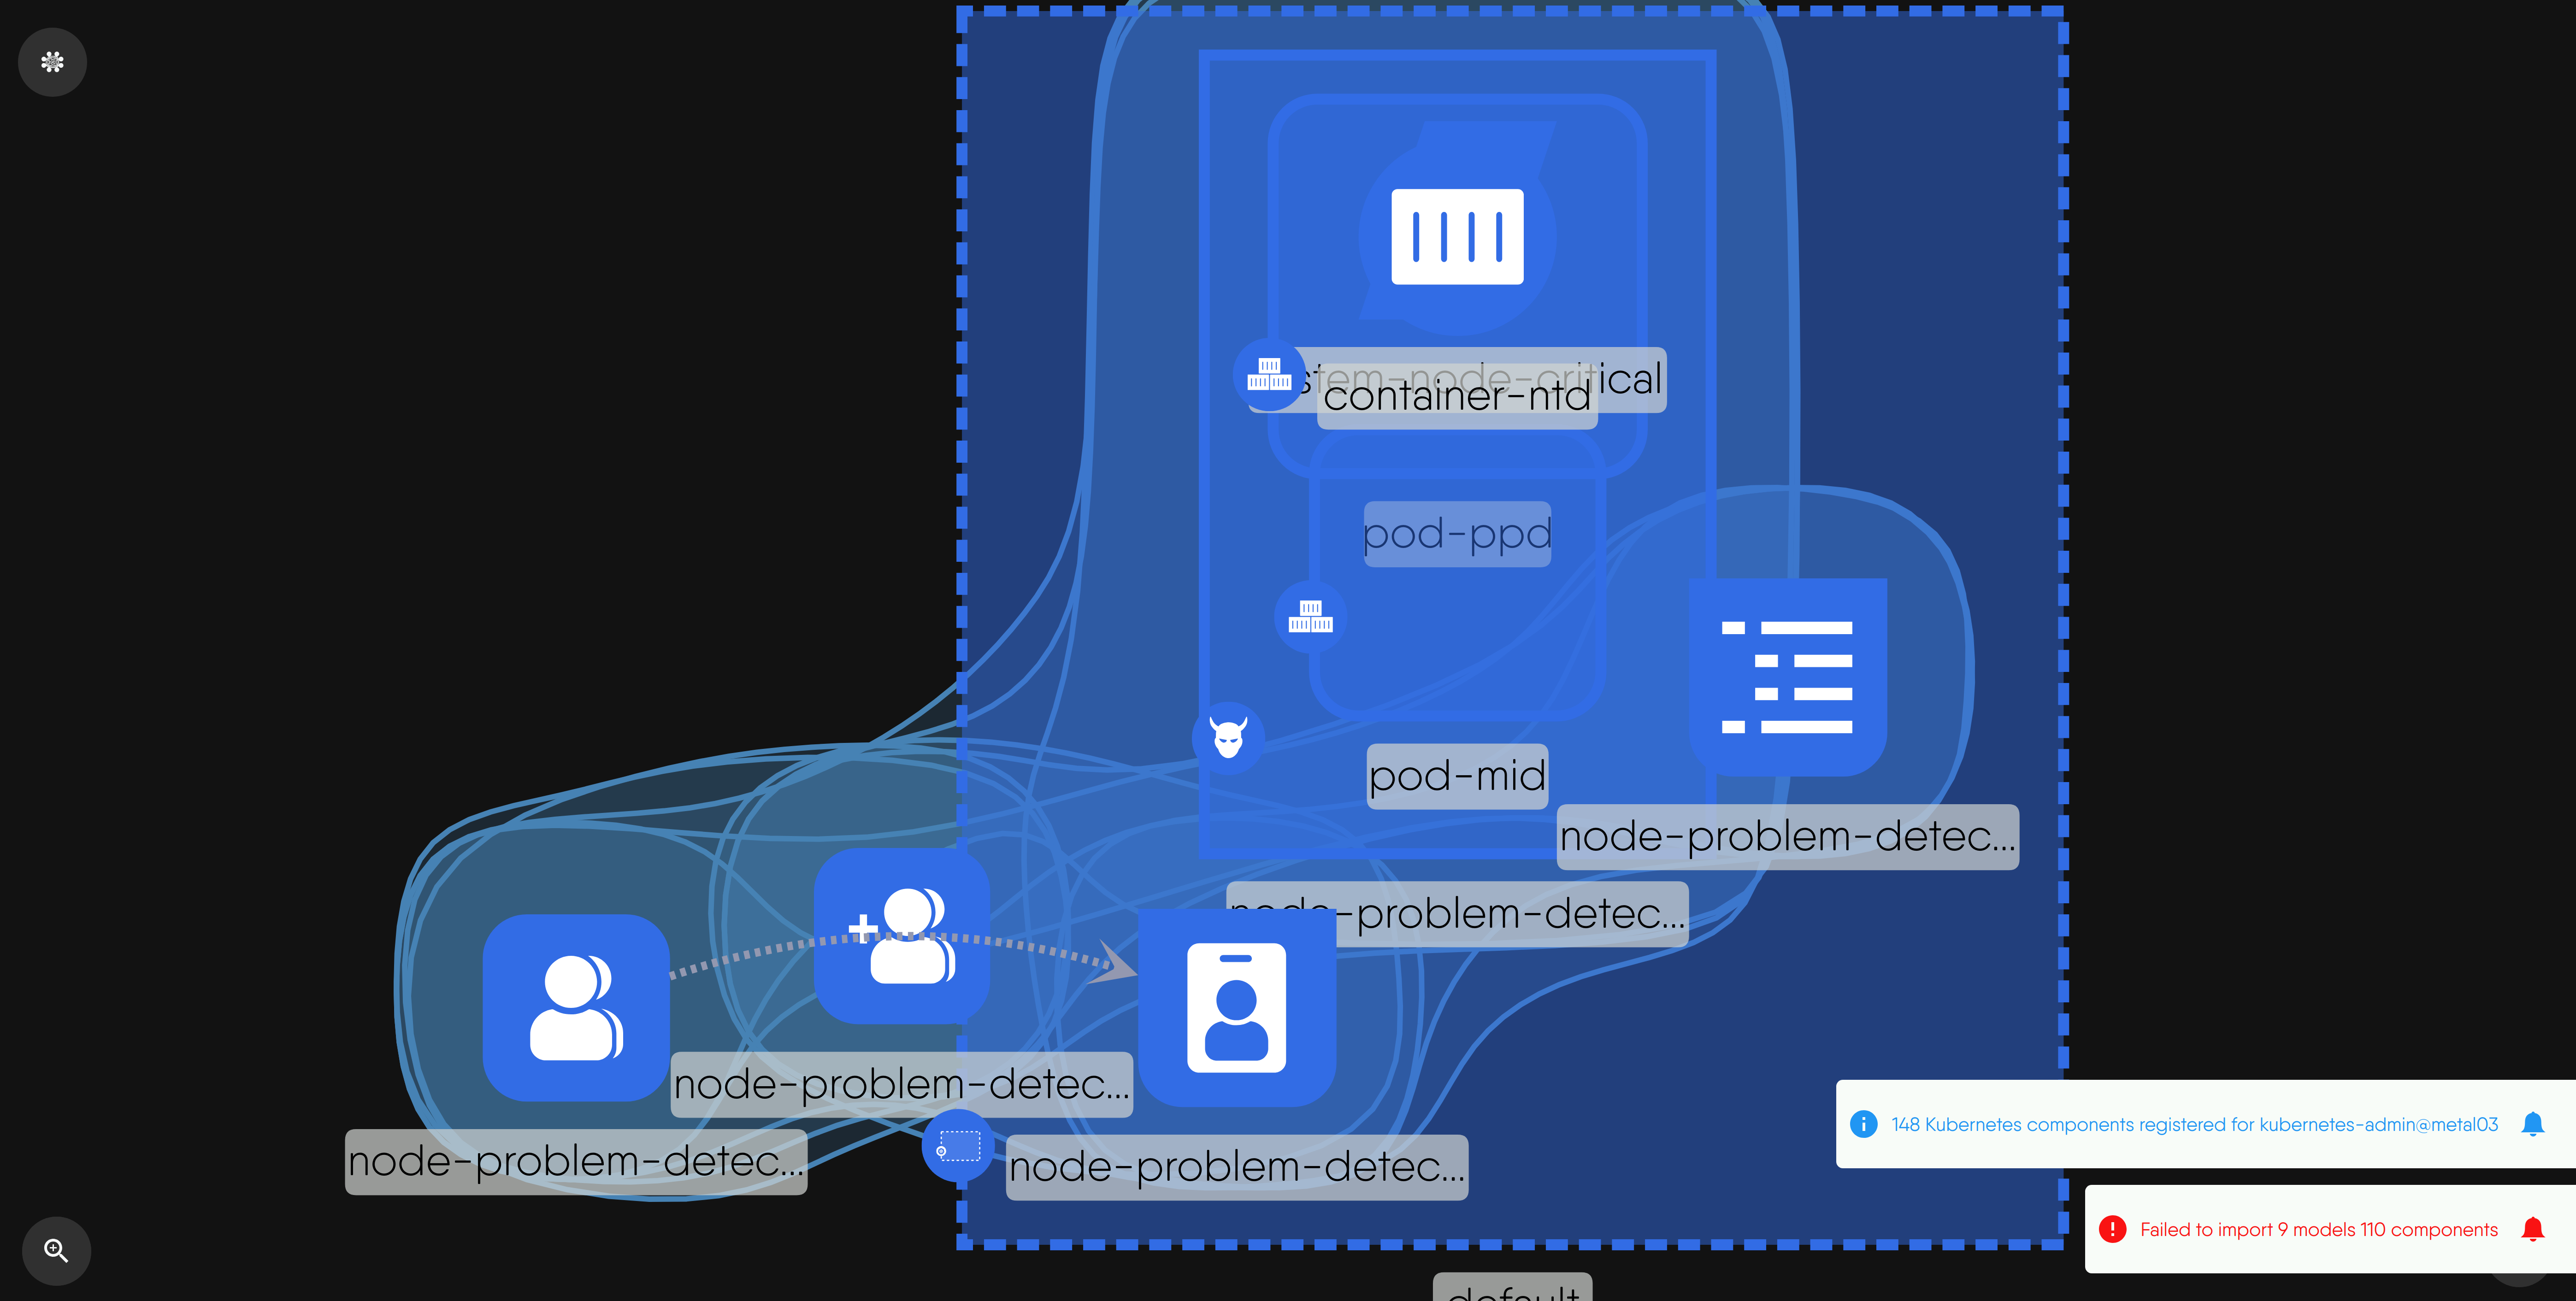 stem-node-critical
container-ntd
pod-ppd
pod-mid
node-problem-detec...
node-problem-detec...
node-problem-detec...
node-problem-detec...
node-problem-detec...
148 Kubernetes components registered for kubernetes-admin@metal03
Failed to import 9 models 110 components
default